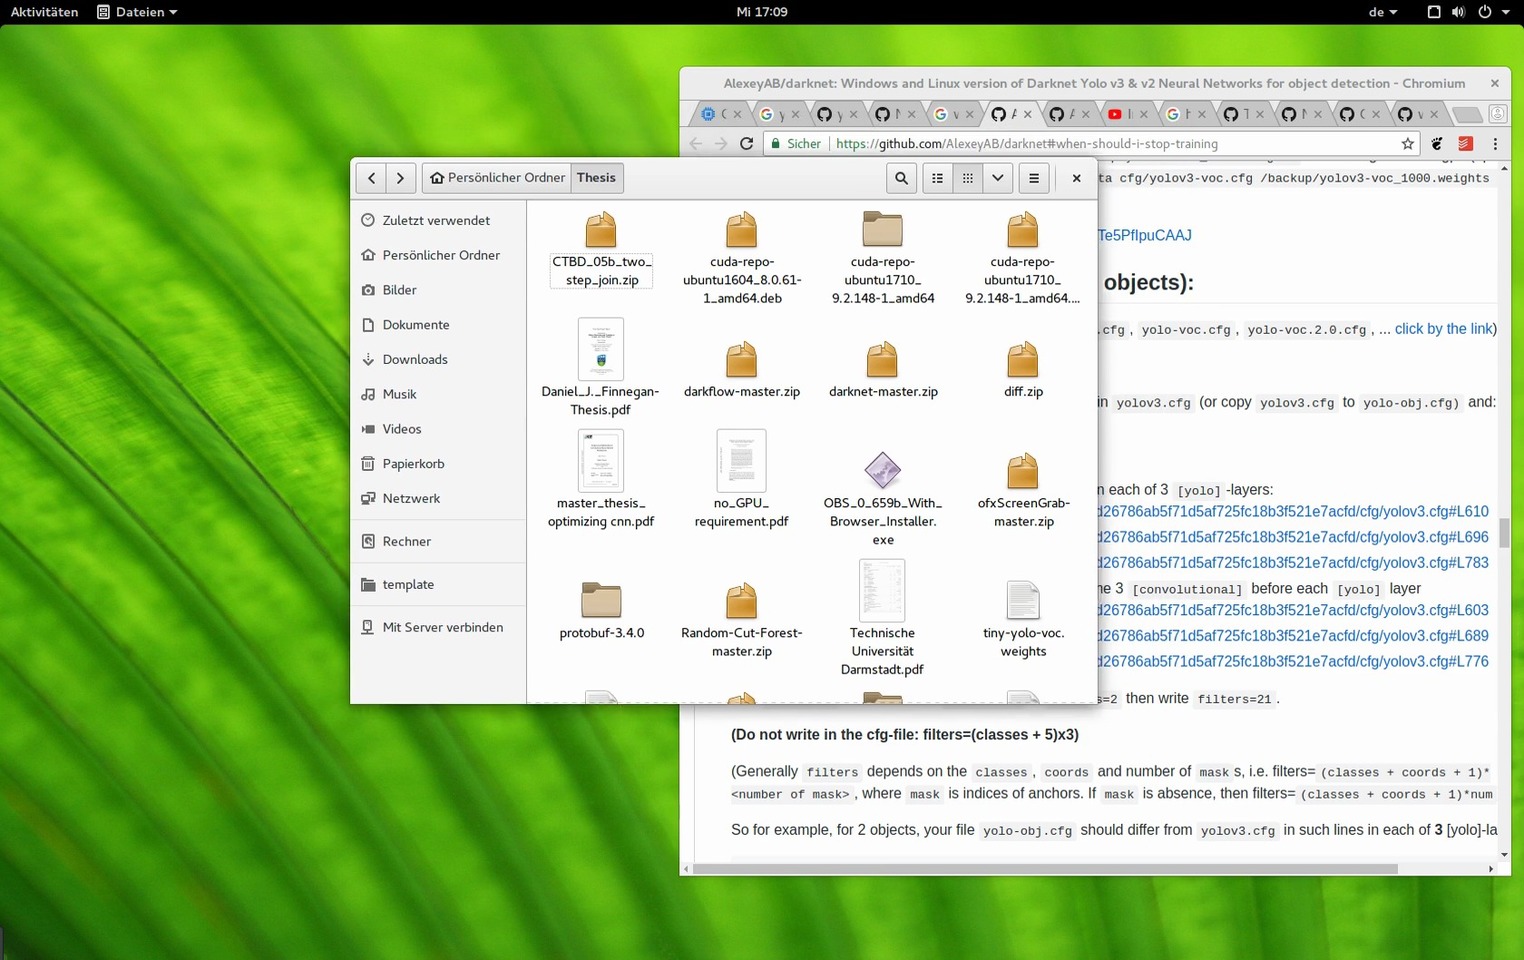 Aktivitäten
Dateien
Mi 17:09
de
AlexeyAB/darknet: Windows and Linux version of Darknet Yolo v3 & v2 Neural Networks for object detection - Chromium
Sicher
https://github.com/AlexeyAB/darknet#when-should-i-stop-training
Persönlicher Ordner
Thesis
Zuletzt verwendet
Persönlicher Ordner
Bilder
Dokumente
Downloads
Musik
Videos
Papierkorb
Netzwerk
Rechner
template
Mit Server verbinden
CTBD_05b_two_
step_join.zip
cuda-repo-
ubuntu1604_8.0.61-
1_amd64.deb
cuda-repo-
ubuntu1710_
9.2.148-1_amd64
cuda-repo-
ubuntu1710_
9.2.148-1_amd64....
Daniel_J._Finnegan-
Thesis.pdf
darkflow-master.zip
darknet-master.zip
diff.zip
master_thesis_
optimizing cnn.pdf
no_GPU_
requirement.pdf
OBS_0_659b_With_
Browser_Installer.
exe
ofxScreenGrab-
master.zip
protobuf-3.4.0
Random-Cut-Forest-
master.zip
Technische
Universität
Darmstadt.pdf
tiny-yolo-voc.
weights
ta cfg/yolov3-voc.cfg /backup/yolov3-voc_1000.weights
Te5PfIpuCAAJ
objects):
.cfg , yolo-voc.cfg , yolo-voc.2.0.cfg , ... click by the link)
in yolov3.cfg (or copy yolov3.cfg to yolo-obj.cfg) and:
n each of 3 [yolo] -layers:
d26786ab5f71d5af725fc18b3f521e7acfd/cfg/yolov3.cfg#L610
d26786ab5f71d5af725fc18b3f521e7acfd/cfg/yolov3.cfg#L696
d26786ab5f71d5af725fc18b3f521e7acfd/cfg/yolov3.cfg#L783
ne 3 [convolutional] before each [yolo] layer
d26786ab5f71d5af725fc18b3f521e7acfd/cfg/yolov3.cfg#L603
d26786ab5f71d5af725fc18b3f521e7acfd/cfg/yolov3.cfg#L689
d26786ab5f71d5af725fc18b3f521e7acfd/cfg/yolov3.cfg#L776
s=2 then write filters=21 .
(Do not write in the cfg-file: filters=(classes + 5)x3)
(Generally filters depends on the classes , coords and number of mask s, i.e. filters= (classes + coords + 1)*
<number of mask> , where mask is indices of anchors. If mask is absence, then filters= (classes + coords + 1)*num
So for example, for 2 objects, your file yolo-obj.cfg should differ from yolov3.cfg in such lines in each of 3 [yolo]-la